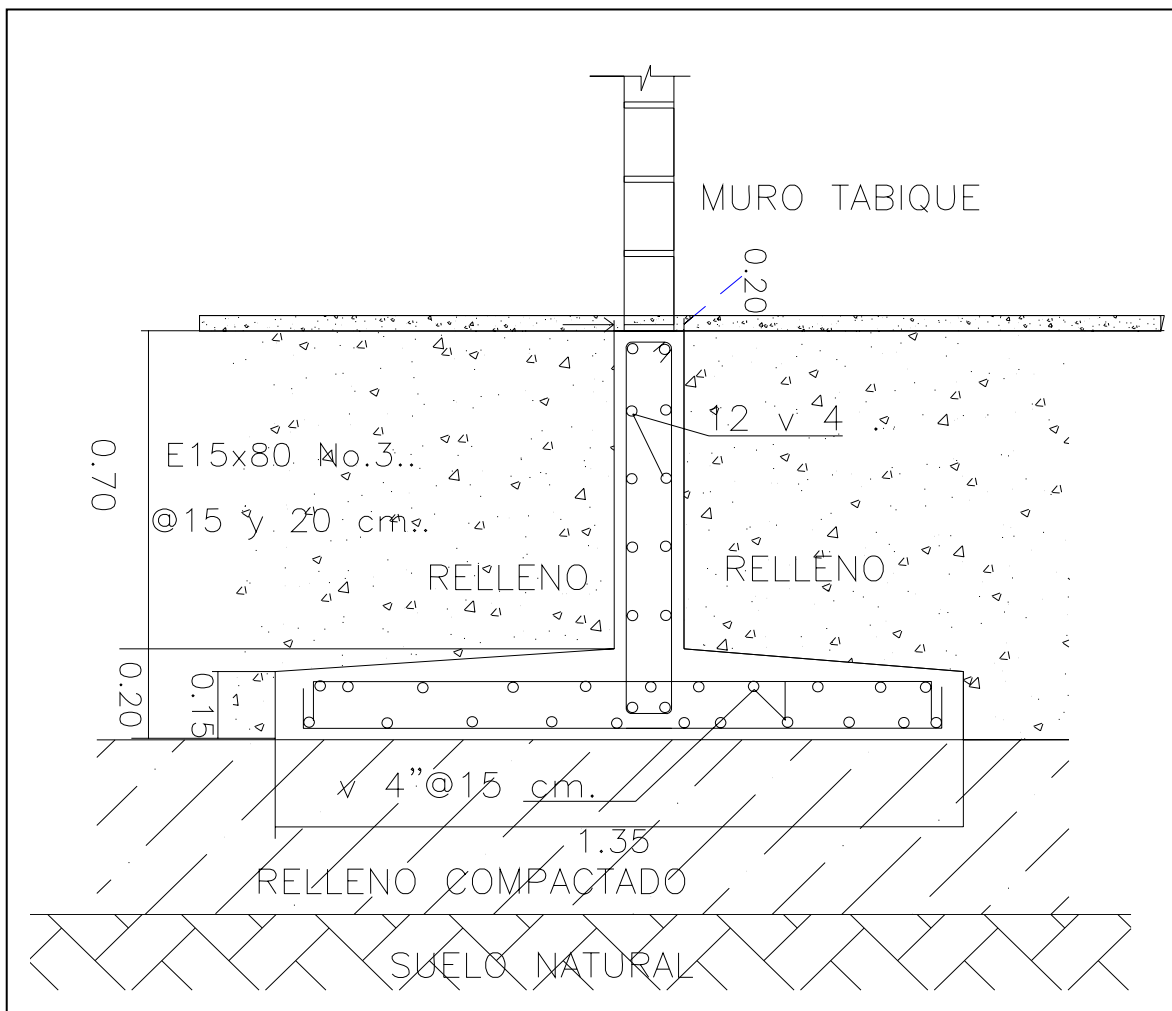 MURO TABIQUE
0.20
12 v 4 .
E15x80 No.3..
@15 y 20 cm..
0.70
RELLENO
RELLENO
0.20
0.15
v 4”@15 cm.
1.35
RELLENO COMPACTADO
SUELO NATURAL